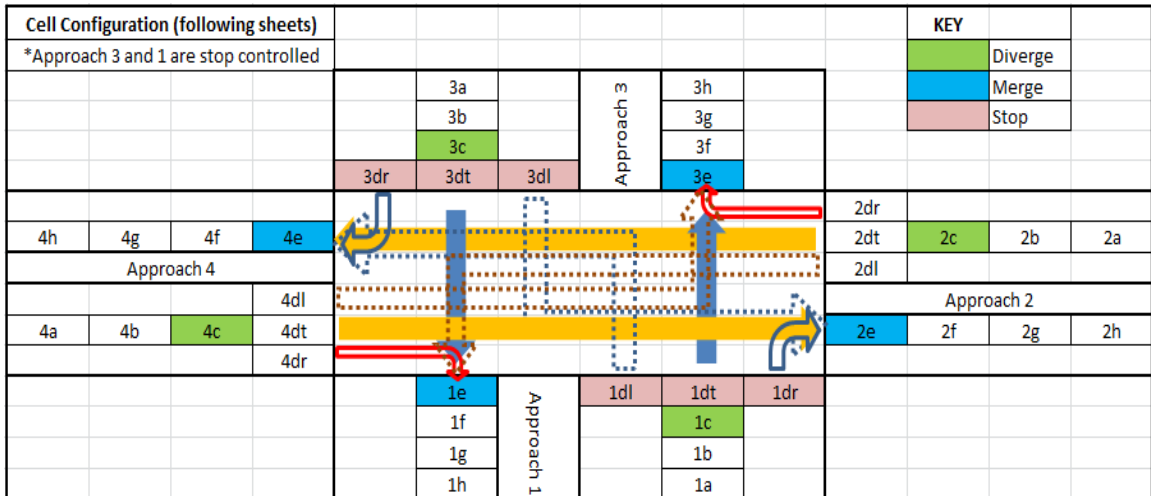 Cell Configuration (following sheets) KEY
*Approach 3 and 1 are stop controlled Diverge
3a Approach 3 3h Merge
3b 3g Stop
3c 3f
3dr 3dt 3dl 3e
2dr
4h 4g 4f 4e 2dt 2c 2b 2a
Approach 4 2dl
4dl Approach 2
4a 4b 4c 4dt 2e 2f 2g 2h
4dr
1e Approach 1 1dl 1dt 1dr
1f 1c
1g 1b
1h 1a